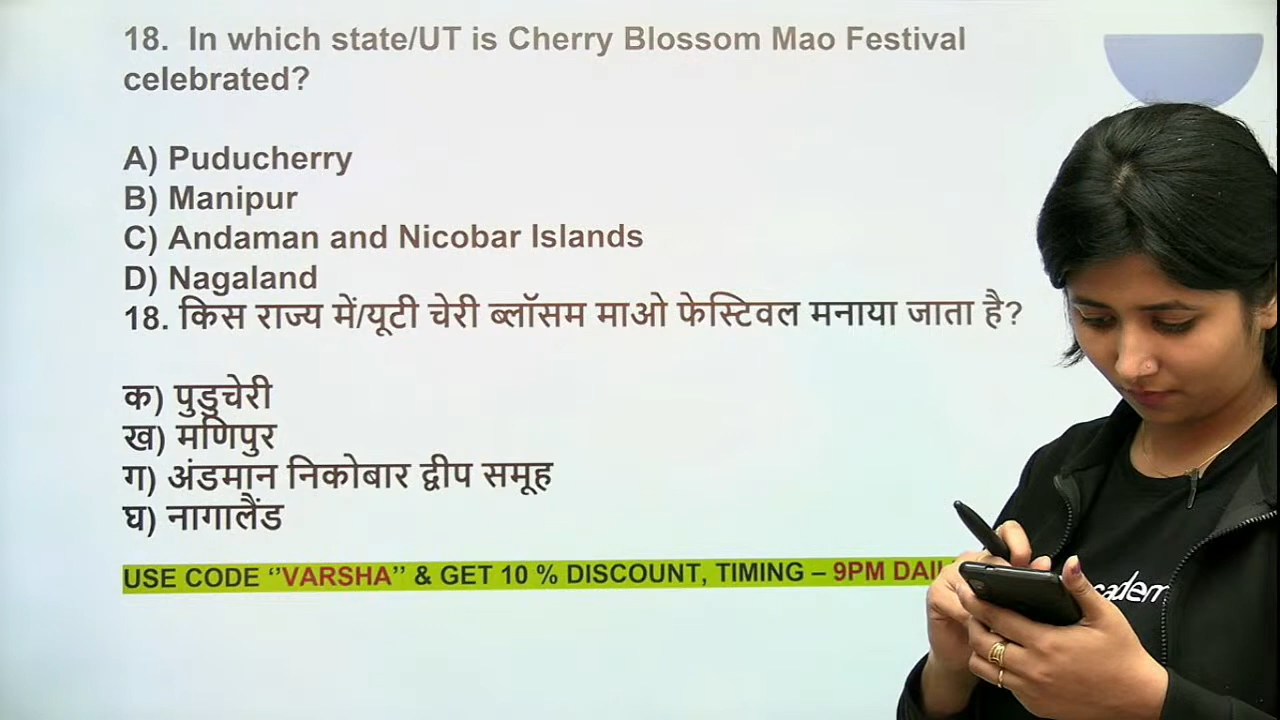 18. In which state/UT is Cherry Blossom Mao Festival
celebrated?
A) Puducherry
B) Manipur
C) Andaman and Nicobar Islands
D) Nagaland
18. किस राज्य में/यूटी चेरी ब्लॉसम माओ फेस्टिवल मनाया जाता है?
क) पुडुचेरी
ख) मणिपुर
ग) अंडमान निकोबार द्वीप समूह
घ) नागालैंड
USE CODE ‘’VARSHA’’ & GET 10 % DISCOUNT, TIMING – 9PM